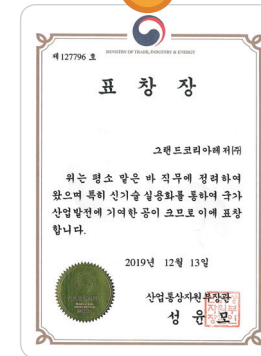 제 127796 호
MINISTRY OF TRADE, INDUSTRY & ENERGY
표 창 장
그랜드코리아레저㈜
위는 평소 맡은 바 직무에 정려하여
왔으며 특히 신기술 실용화를 통하여 국가
산업발전에 기여한 공이 크므로 이에 표창
합니다.
2019년 12월 13일
산업통상자원부장관
성 윤 모